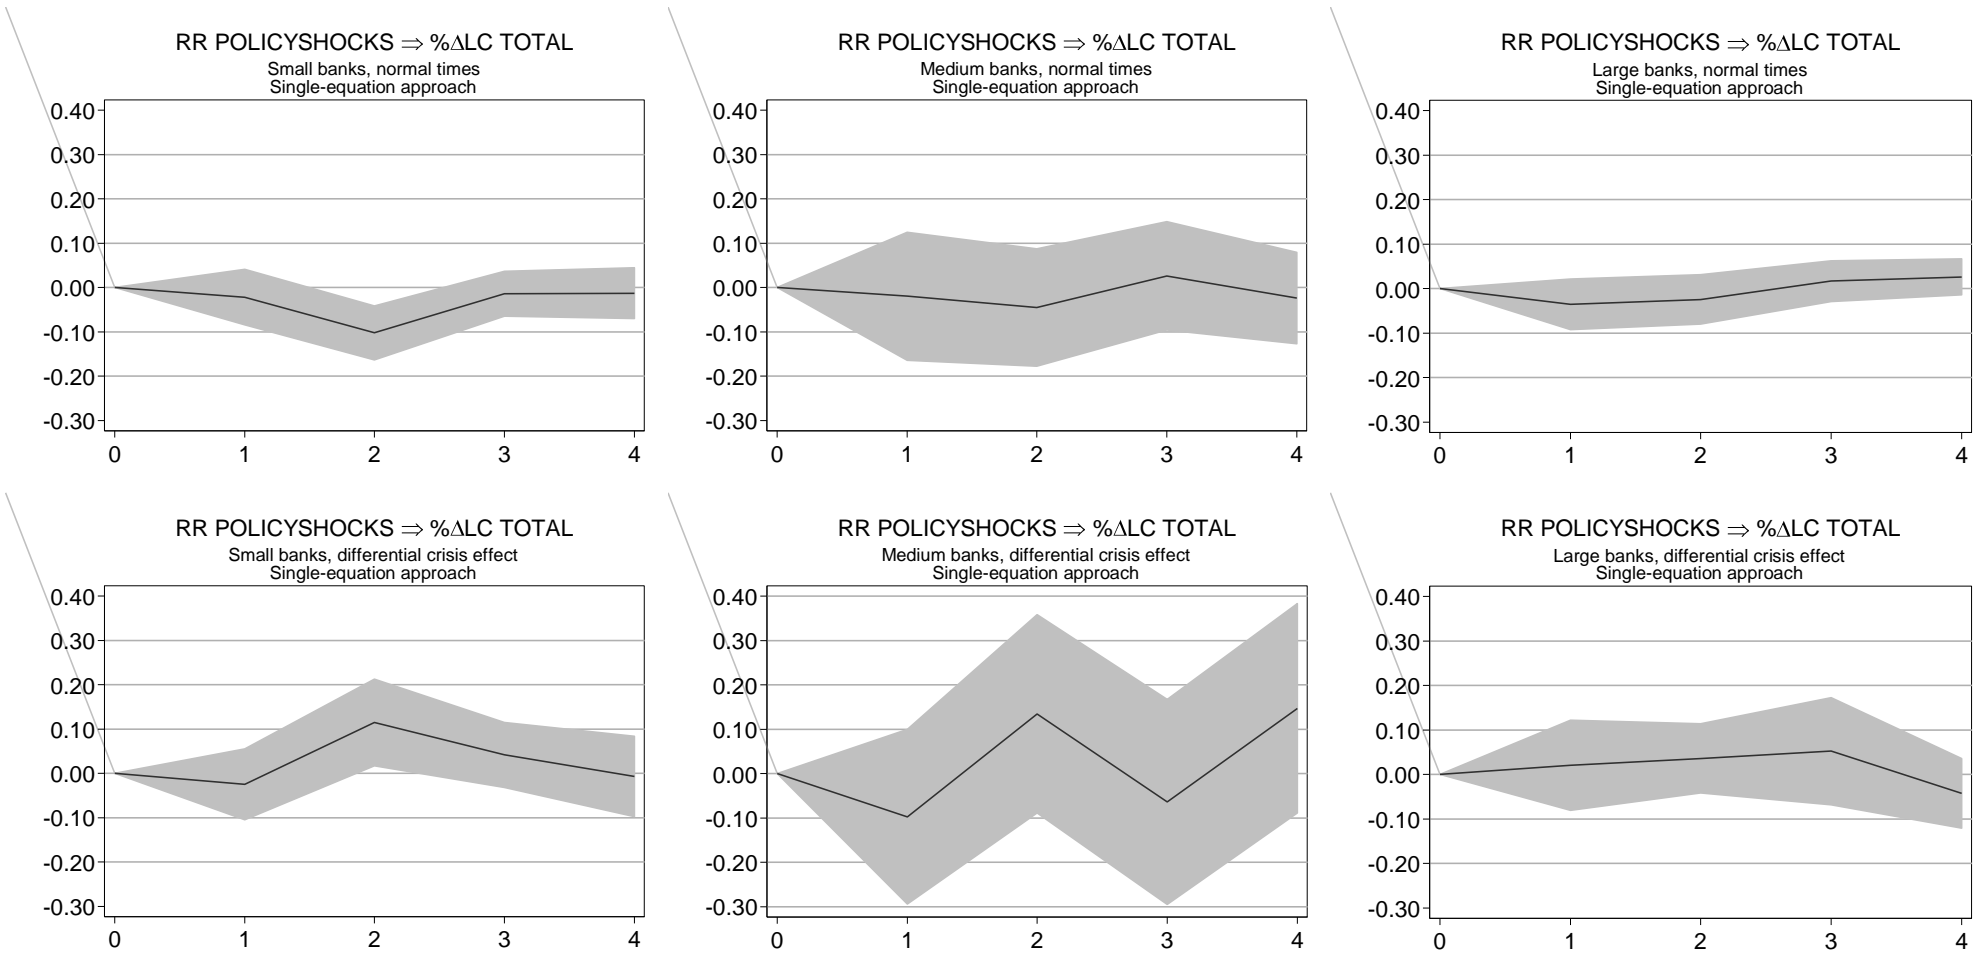 RR POLICYSHOCKS ⇒ %ΔLC TOTAL
Small banks, normal times
Single-equation approach
0.40
0.30
0.20
0.10
0.00
-0.10
-0.20
-0.30
0 1 2 3 4
RR POLICYSHOCKS ⇒ %ΔLC TOTAL
Medium banks, normal times
Single-equation approach
0.40
0.30
0.20
0.10
0.00
-0.10
-0.20
-0.30
0 1 2 3 4
RR POLICYSHOCKS ⇒ %ΔLC TOTAL
Large banks, normal times
Single-equation approach
0.40
0.30
0.20
0.10
0.00
-0.10
-0.20
-0.30
0 1 2 3 4
RR POLICYSHOCKS ⇒ %ΔLC TOTAL
Small banks, differential crisis effect
Single-equation approach
0.40
0.30
0.20
0.10
0.00
-0.10
-0.20
-0.30
0 1 2 3 4
RR POLICYSHOCKS ⇒ %ΔLC TOTAL
Medium banks, differential crisis effect
Single-equation approach
0.40
0.30
0.20
0.10
0.00
-0.10
-0.20
-0.30
0 1 2 3 4
RR POLICYSHOCKS ⇒ %ΔLC TOTAL
Large banks, differential crisis effect
Single-equation approach
0.40
0.30
0.20
0.10
0.00
-0.10
-0.20
-0.30
0 1 2 3 4